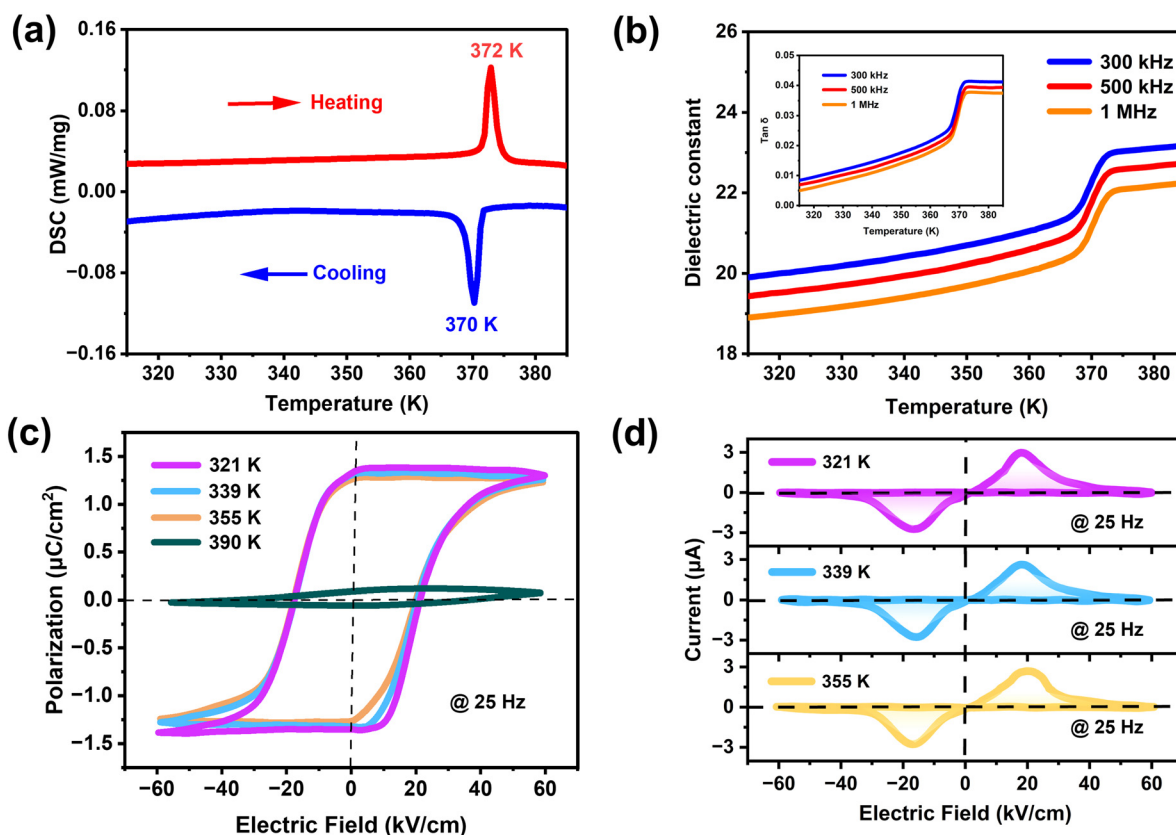 (a)
0.16
0.08
0.00
−0.08
−0.16
DSC (mW/mg)
372 K
Heating
Cooling
370 K
320 330 340 350 360 370 380
Temperature (K)
(b)
26
24
22
20
18
Dielectric constant
300 kHz
500 kHz
1 MHz
0.05
0.04
0.03
0.02
0.01
0.00
Tan δ
300 kHz
500 kHz
1 MHz
320 330 340 350 360 370 380
Temperature (K)
320 330 340 350 360 370 380
Temperature (K)
(c)
1.5
1.0
0.5
0.0
−0.5
−1.0
−1.5
Polarization (µC/cm²)
321 K
339 K
355 K
390 K
@ 25 Hz
−60 −40 −20 0 20 40 60
Electric Field (kV/cm)
(d)
Current (µA)
3
0
−3
321 K
@ 25 Hz
3
0
−3
339 K
@ 25 Hz
3
0
−3
355 K
@ 25 Hz
−60 −40 −20 0 20 40 60
Electric Field (kV/cm)